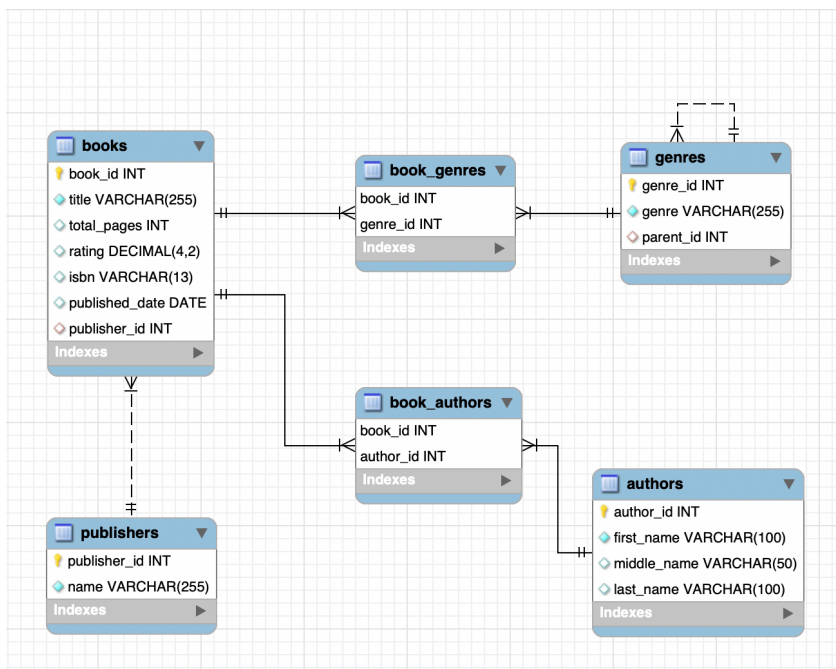 books
book_id INT
title VARCHAR(255)
total_pages INT
rating DECIMAL(4,2)
isbn VARCHAR(13)
published_date DATE
publisher_id INT
Indexes
book_genres
book_id INT
genre_id INT
Indexes
genres
genre_id INT
genre VARCHAR(255)
parent_id INT
Indexes
book_authors
book_id INT
author_id INT
Indexes
publishers
publisher_id INT
name VARCHAR(255)
Indexes
authors
author_id INT
first_name VARCHAR(100)
middle_name VARCHAR(50)
last_name VARCHAR(100)
Indexes